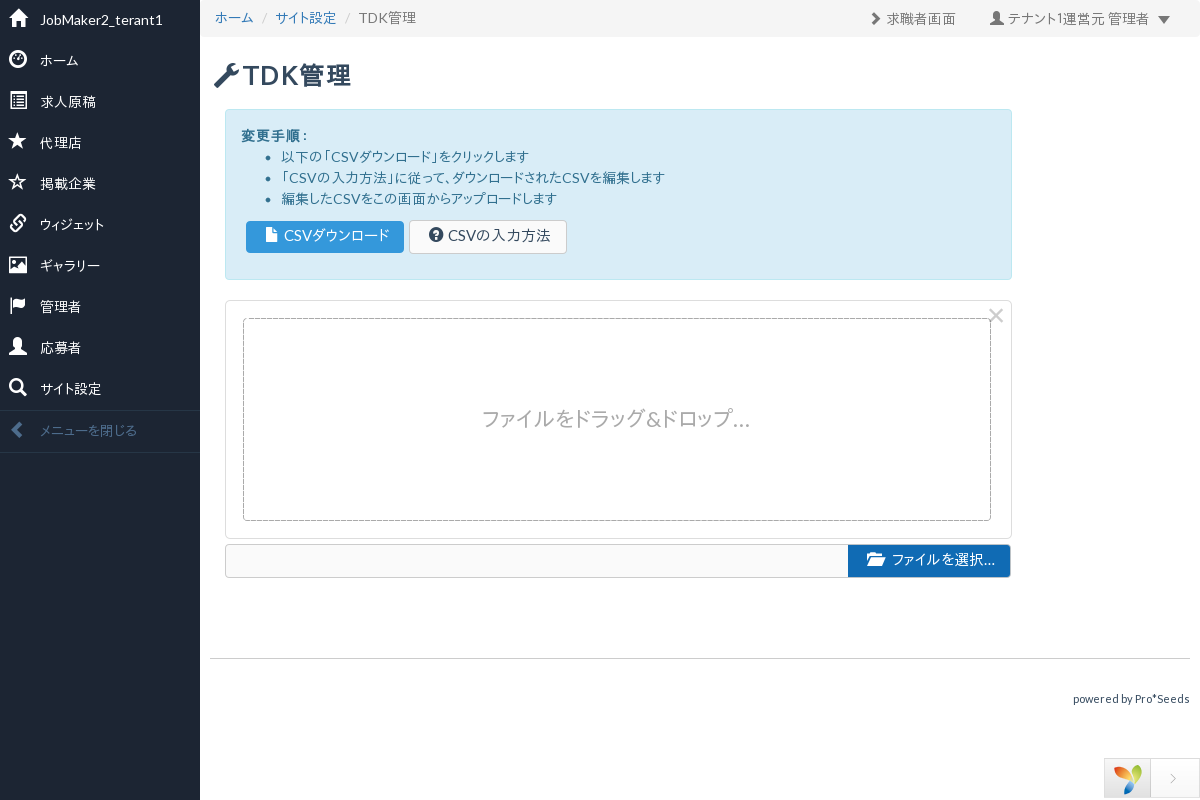 JobMaker2_terant1
ホーム
求人原稿
代理店
掲載企業
ウィジェット
ギャラリー
管理者
応募者
サイト設定
メニューを閉じる
ホーム / サイト設定 / TDK管理
求職者画面
テナント1運営元 管理者
TDK管理
変更手順:
以下の「CSVダウンロード」をクリックします
「CSVの入力方法」に従って、ダウンロードされたCSVを編集します
編集したCSVをこの画面からアップロードします
CSVダウンロード
CSVの入力方法
ファイルをドラッグ&ドロップ...
ファイルを選択...
powered by Pro*Seeds